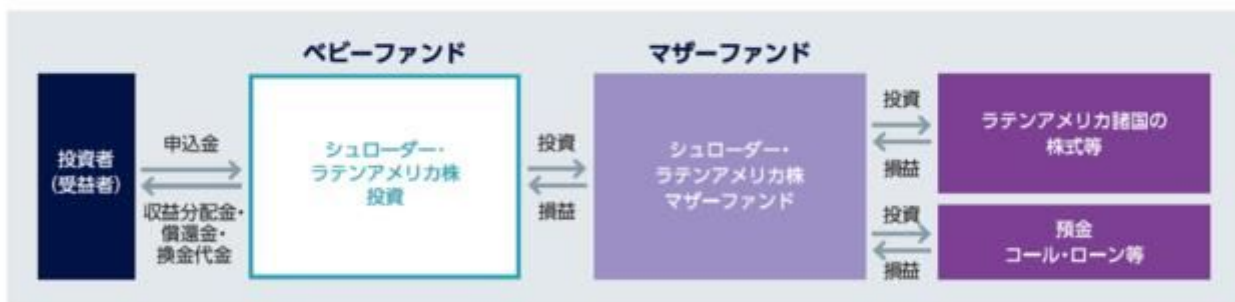 ベビーファンド
マザーファンド
投資者
(受益者)
申込金
収益分配金・
償還金・
換金代金
シュローダー・
ラテンアメリカ株
投資
投資
損益
シュローダー・
ラテンアメリカ株
マザーファンド
投資
損益
ラテンアメリカ諸国の
株式等
投資
損益
預金
コール・ローン等